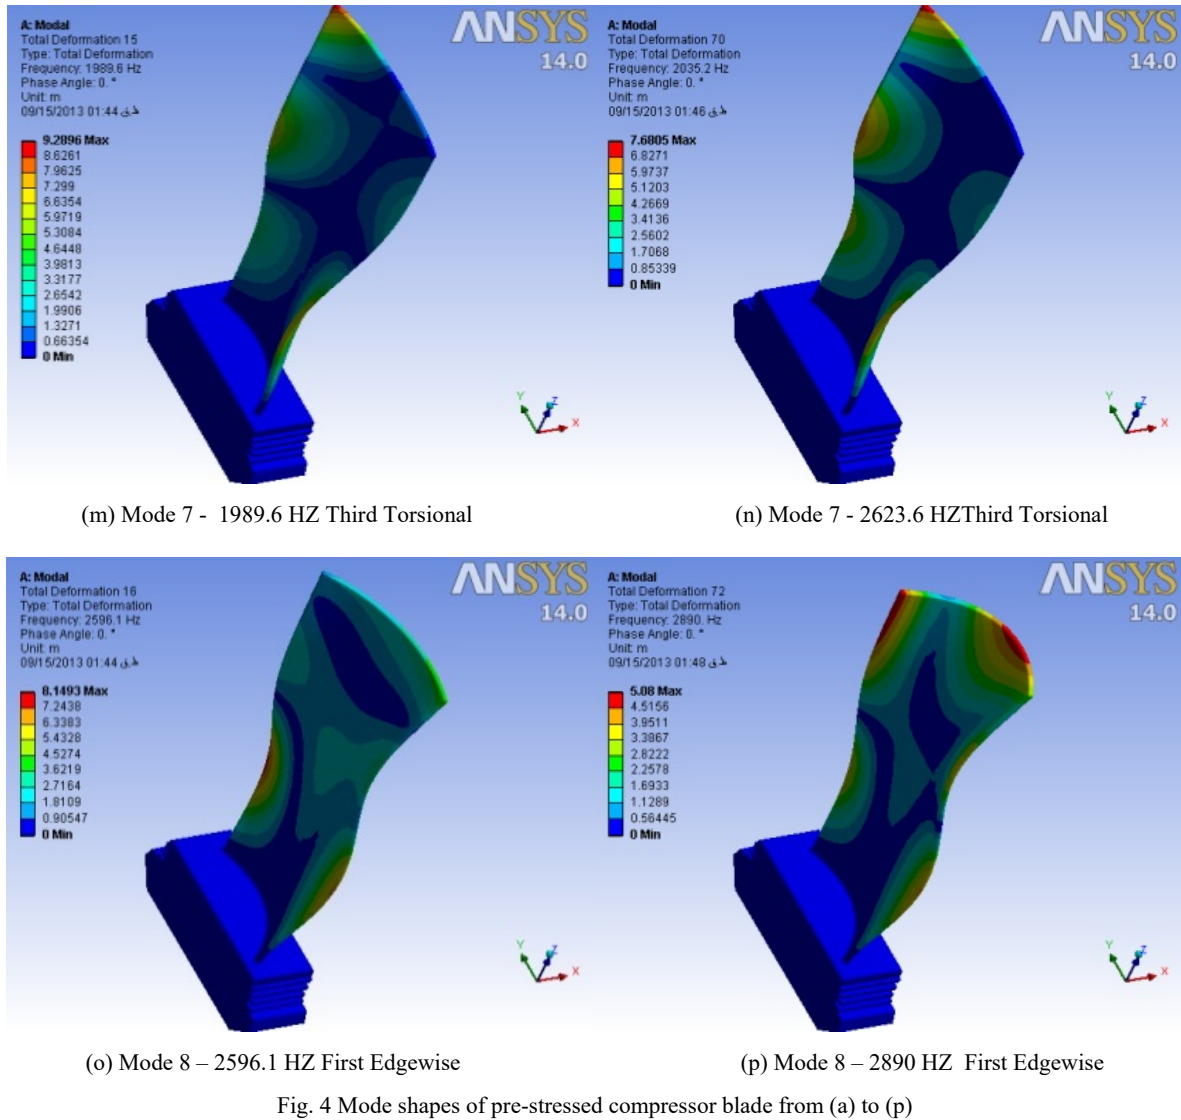 A: Modal
Total Deformation 15
Type: Total Deformation
Frequency: 1989.6 Hz
Phase Angle: 0. °
Unit: m
09/15/2013 01:44 ق.ظ
9.2896 Max
8.6261
7.9625
7.299
6.6354
5.9719
5.3084
4.6448
3.9813
3.3177
2.6542
1.9906
1.3271
0.66354
0 Min
ANSYS
14.0
Y
Z
X
A: Modal
Total Deformation 70
Type: Total Deformation
Frequency: 2035.2 Hz
Phase Angle: 0. °
Unit: m
09/15/2013 01:46 ق.ظ
7.6805 Max
6.8271
5.9737
5.1203
4.2669
3.4136
2.5602
1.7068
0.85339
0 Min
ANSYS
14.0
Y
Z
X
(m) Mode 7 - 1989.6 HZ Third Torsional
(n) Mode 7 - 2623.6 HZThird Torsional
A: Modal
Total Deformation 16
Type: Total Deformation
Frequency: 2596.1 Hz
Phase Angle: 0. °
Unit: m
09/15/2013 01:44 ق.ظ
8.1493 Max
7.2438
6.3383
5.4328
4.5274
3.6219
2.7164
1.8109
0.90547
0 Min
ANSYS
14.0
Y
Z
X
A: Modal
Total Deformation 72
Type: Total Deformation
Frequency: 2890. Hz
Phase Angle: 0. °
Unit: m
09/15/2013 01:48 ق.ظ
5.08 Max
4.5156
3.9511
3.3867
2.8222
2.2578
1.6933
1.1289
0.56445
0 Min
ANSYS
14.0
Y
Z
X
(o) Mode 8 – 2596.1 HZ First Edgewise
(p) Mode 8 – 2890 HZ First Edgewise
Fig. 4 Mode shapes of pre-stressed compressor blade from (a) to (p)